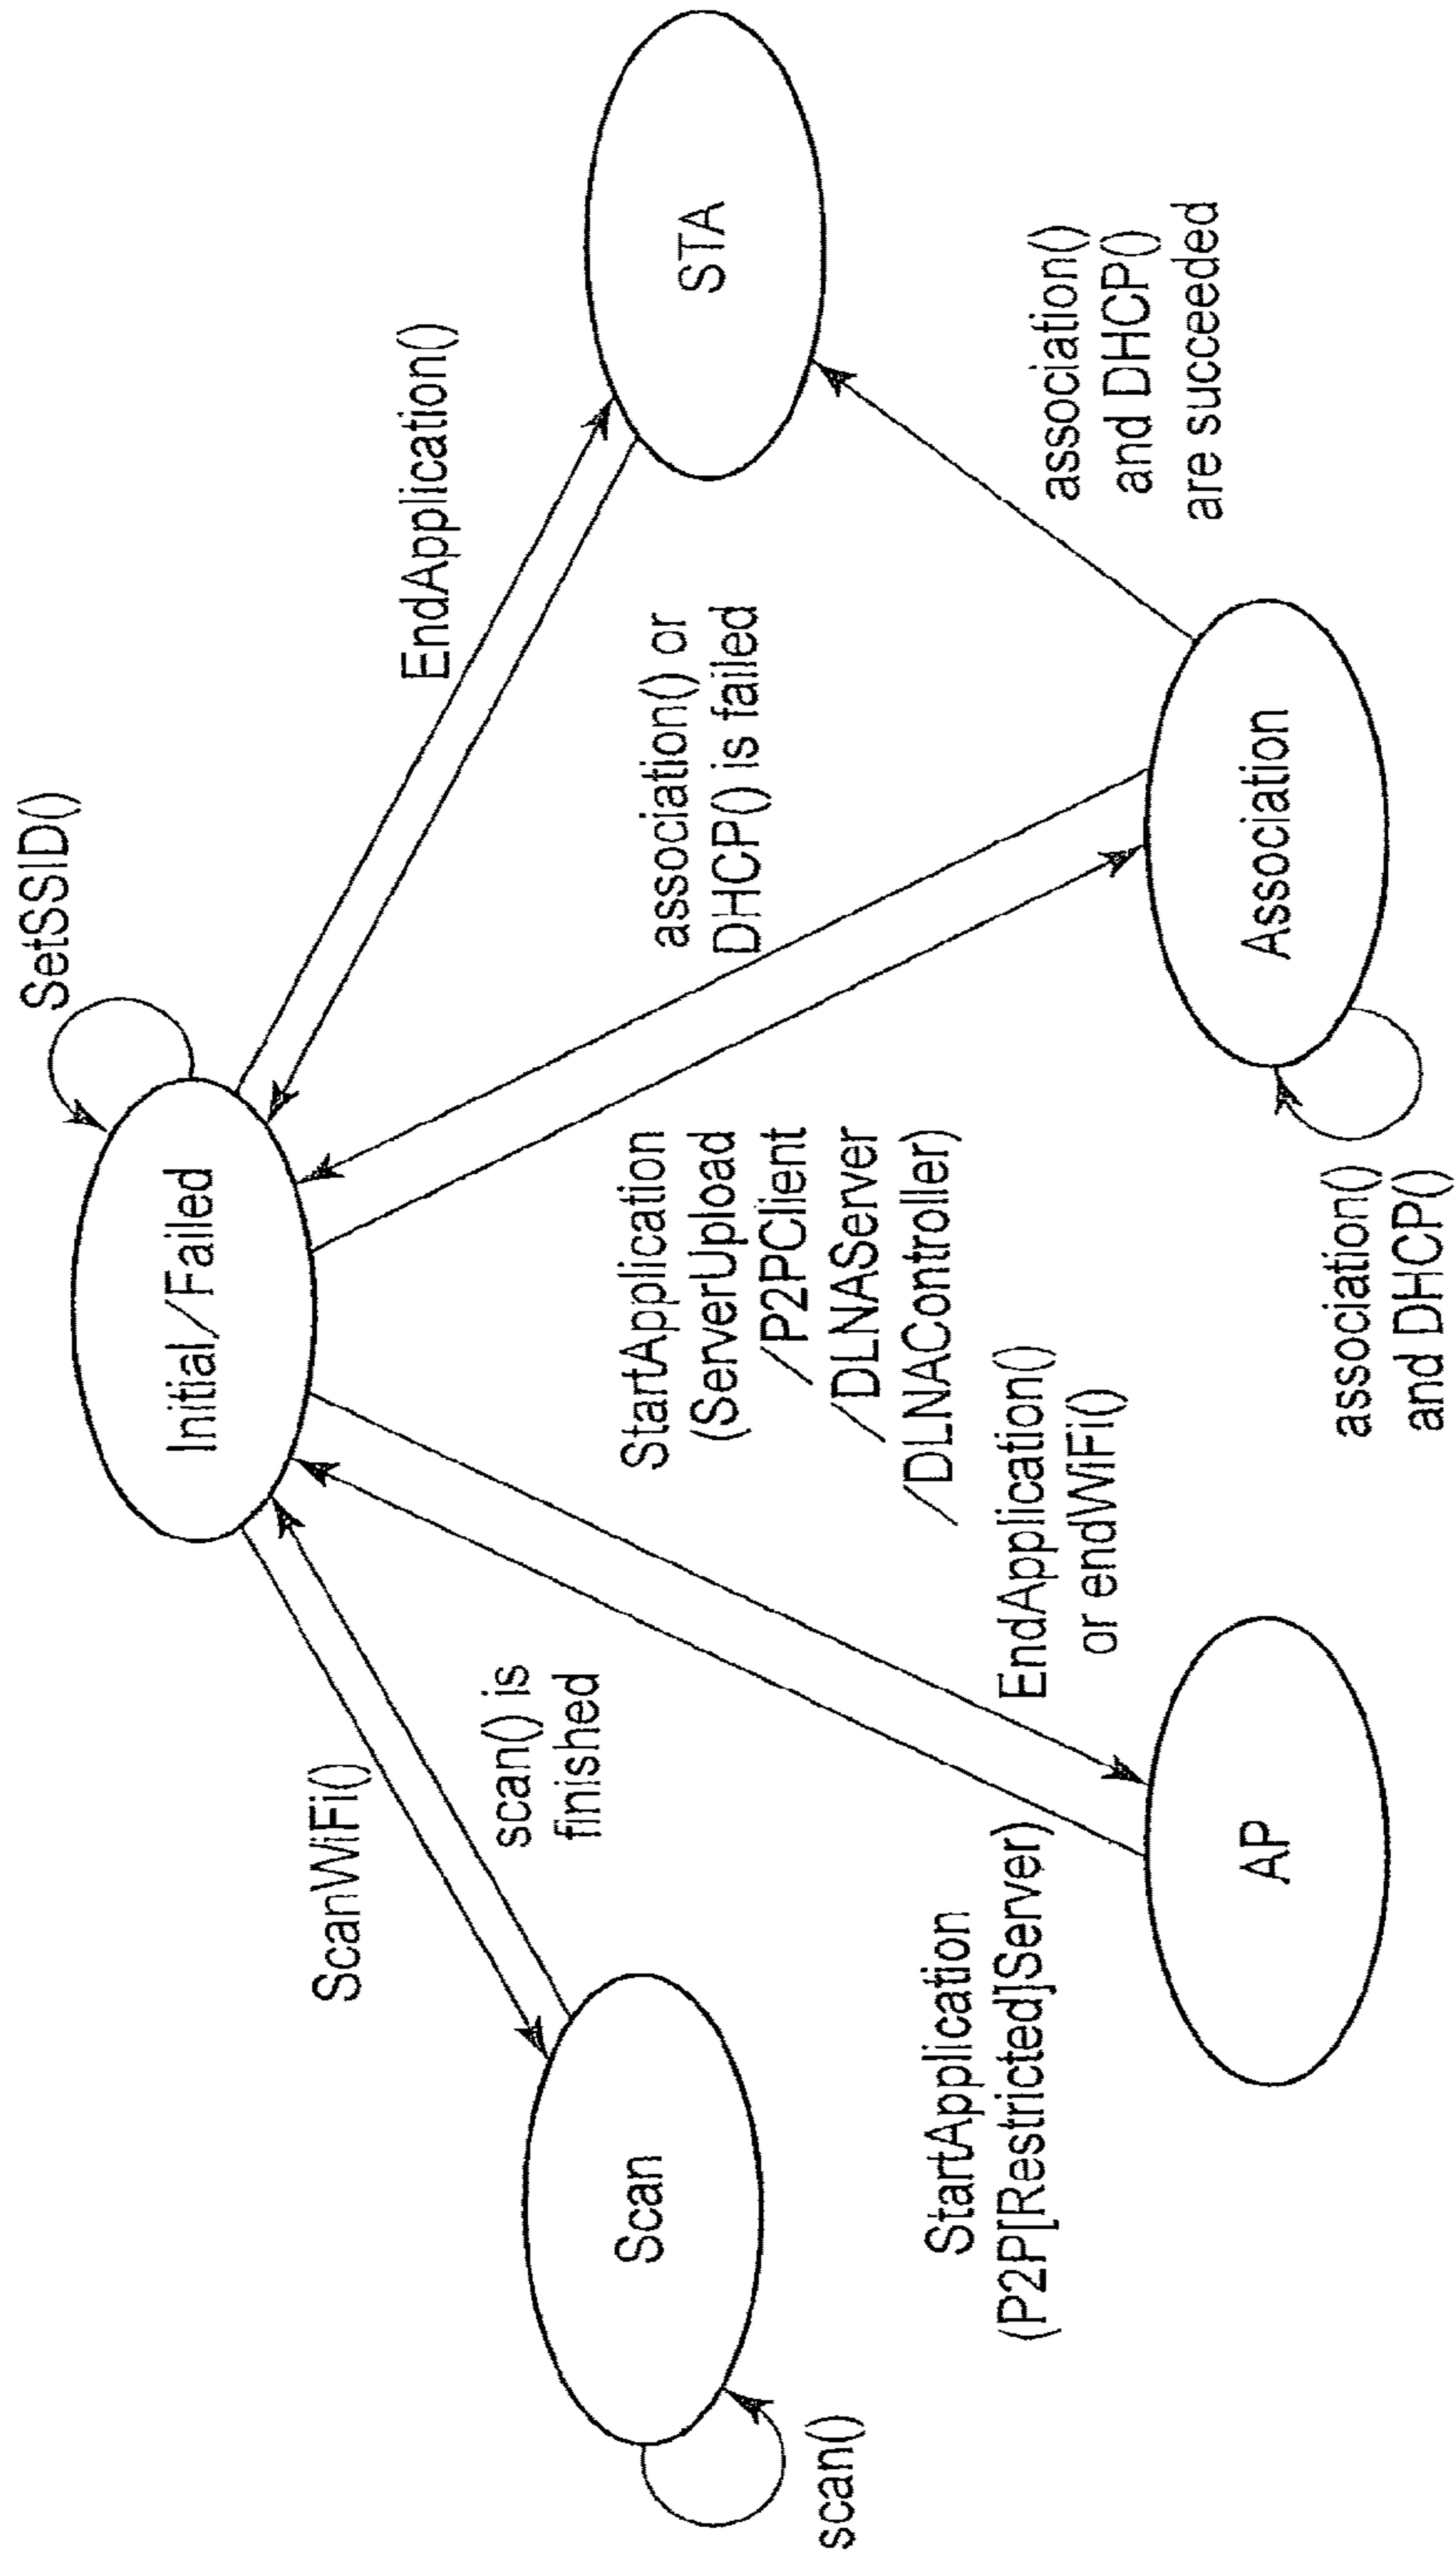 SetSSID()
Initial/Failed
ScanWiFi()
EndApplication()
scan() is
finished
Scan
scan()
StartApplication
(ServerUpload
/P2PClient
/DLNAServer
/DLNAController)
association() or
DHCP() is failed
STA
StartApplication
(P2P[Restricted]Server)
EndApplication()
or endWiFi()
association()
and DHCP()
are succeeded
AP
Association
association()
and DHCP()